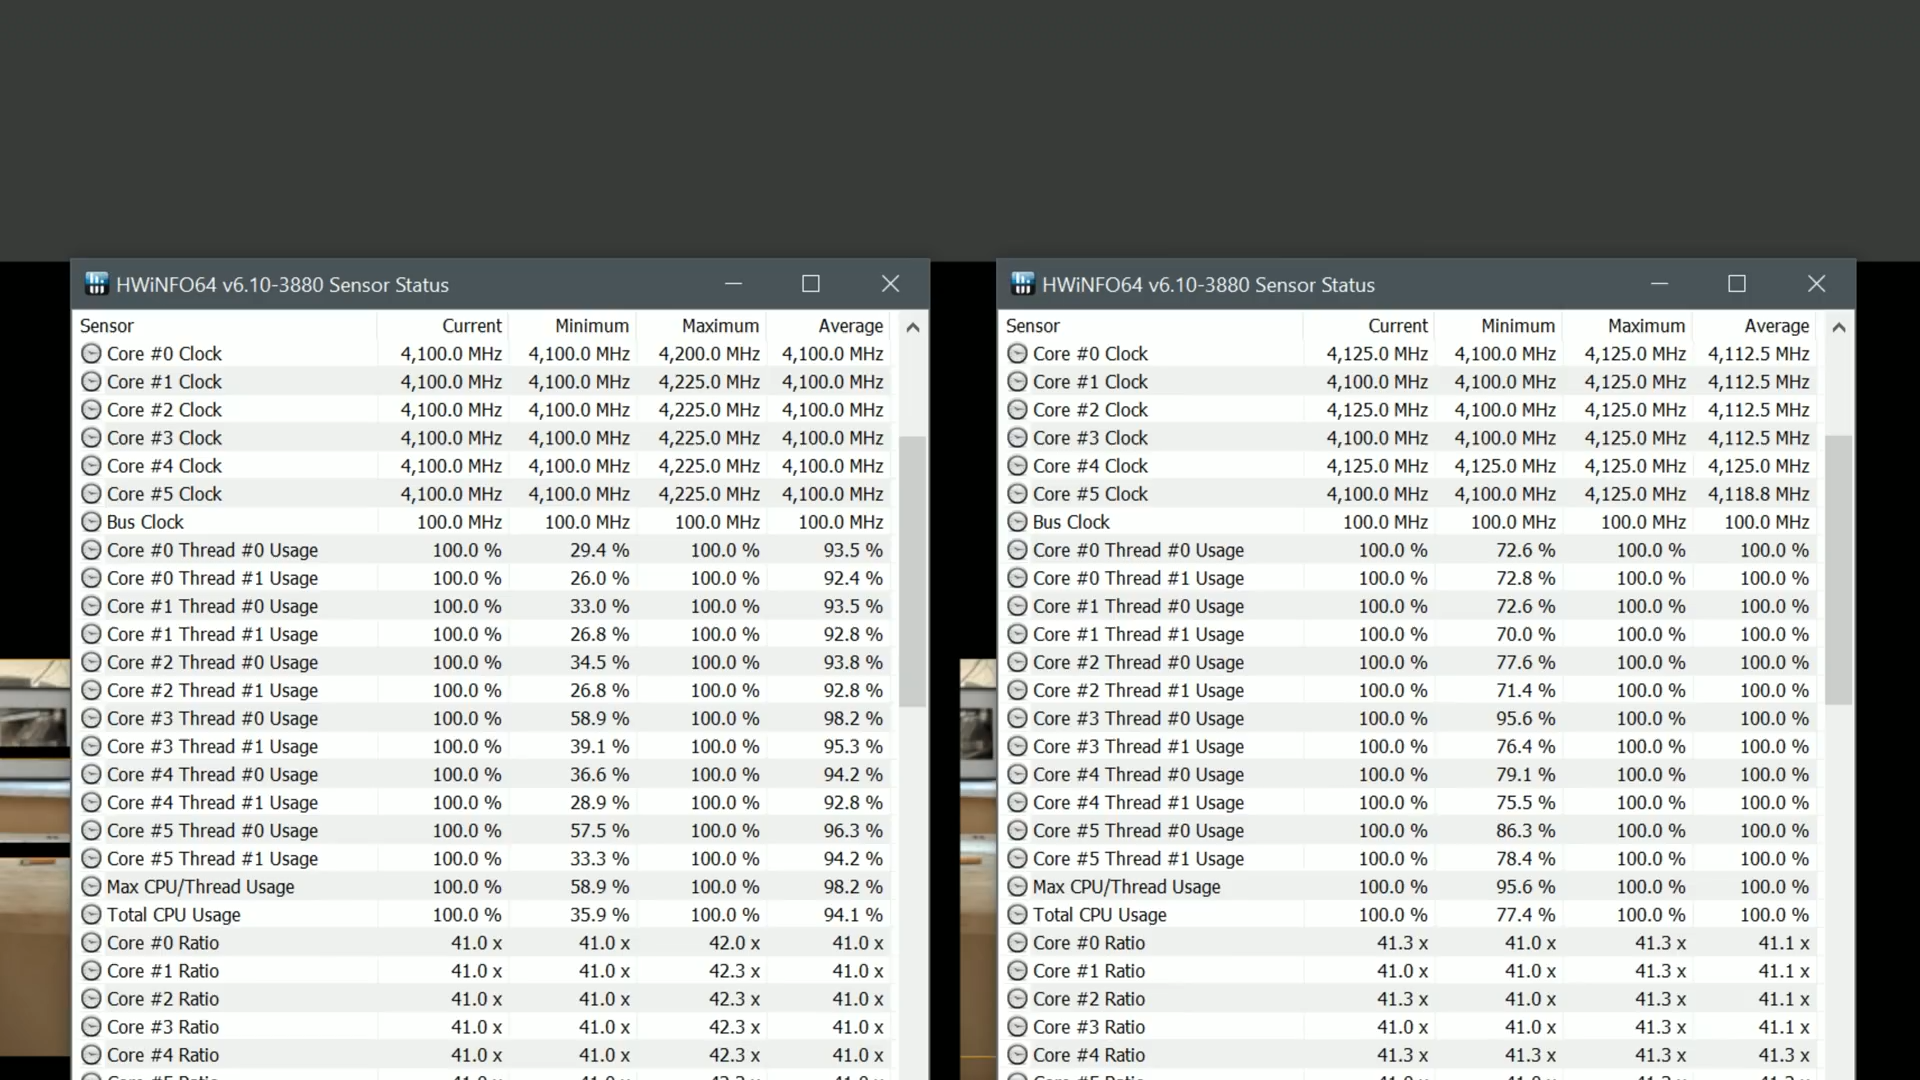 HWiNFO64 v6.10-3880 Sensor Status
Sensor Current Minimum Maximum Average
Core #0 Clock 4,100.0 MHz 4,100.0 MHz 4,200.0 MHz 4,100.0 MHz
Core #1 Clock 4,100.0 MHz 4,100.0 MHz 4,225.0 MHz 4,100.0 MHz
Core #2 Clock 4,100.0 MHz 4,100.0 MHz 4,225.0 MHz 4,100.0 MHz
Core #3 Clock 4,100.0 MHz 4,100.0 MHz 4,225.0 MHz 4,100.0 MHz
Core #4 Clock 4,100.0 MHz 4,100.0 MHz 4,225.0 MHz 4,100.0 MHz
Core #5 Clock 4,100.0 MHz 4,100.0 MHz 4,225.0 MHz 4,100.0 MHz
Bus Clock 100.0 MHz 100.0 MHz 100.0 MHz 100.0 MHz
Core #0 Thread #0 Usage 100.0 % 29.4 % 100.0 % 93.5 %
Core #0 Thread #1 Usage 100.0 % 26.0 % 100.0 % 92.4 %
Core #1 Thread #0 Usage 100.0 % 33.0 % 100.0 % 93.5 %
Core #1 Thread #1 Usage 100.0 % 26.8 % 100.0 % 92.8 %
Core #2 Thread #0 Usage 100.0 % 34.5 % 100.0 % 93.8 %
Core #2 Thread #1 Usage 100.0 % 26.8 % 100.0 % 92.8 %
Core #3 Thread #0 Usage 100.0 % 58.9 % 100.0 % 98.2 %
Core #3 Thread #1 Usage 100.0 % 39.1 % 100.0 % 95.3 %
Core #4 Thread #0 Usage 100.0 % 36.6 % 100.0 % 94.2 %
Core #4 Thread #1 Usage 100.0 % 28.9 % 100.0 % 92.8 %
Core #5 Thread #0 Usage 100.0 % 57.5 % 100.0 % 96.3 %
Core #5 Thread #1 Usage 100.0 % 33.3 % 100.0 % 94.2 %
Max CPU/Thread Usage 100.0 % 58.9 % 100.0 % 98.2 %
Total CPU Usage 100.0 % 35.9 % 100.0 % 94.1 %
Core #0 Ratio 41.0 x 41.0 x 42.0 x 41.0 x
Core #1 Ratio 41.0 x 41.0 x 42.3 x 41.0 x
Core #2 Ratio 41.0 x 41.0 x 42.3 x 41.0 x
Core #3 Ratio 41.0 x 41.0 x 42.3 x 41.0 x
Core #4 Ratio 41.0 x 41.0 x 42.3 x 41.0 x
HWiNFO64 v6.10-3880 Sensor Status
Sensor Current Minimum Maximum Average
Core #0 Clock 4,125.0 MHz 4,100.0 MHz 4,125.0 MHz 4,112.5 MHz
Core #1 Clock 4,100.0 MHz 4,100.0 MHz 4,125.0 MHz 4,112.5 MHz
Core #2 Clock 4,125.0 MHz 4,100.0 MHz 4,125.0 MHz 4,112.5 MHz
Core #3 Clock 4,100.0 MHz 4,100.0 MHz 4,125.0 MHz 4,112.5 MHz
Core #4 Clock 4,125.0 MHz 4,125.0 MHz 4,125.0 MHz 4,125.0 MHz
Core #5 Clock 4,100.0 MHz 4,100.0 MHz 4,125.0 MHz 4,118.8 MHz
Bus Clock 100.0 MHz 100.0 MHz 100.0 MHz 100.0 MHz
Core #0 Thread #0 Usage 100.0 % 72.6 % 100.0 % 100.0 %
Core #0 Thread #1 Usage 100.0 % 72.8 % 100.0 % 100.0 %
Core #1 Thread #0 Usage 100.0 % 72.6 % 100.0 % 100.0 %
Core #1 Thread #1 Usage 100.0 % 70.0 % 100.0 % 100.0 %
Core #2 Thread #0 Usage 100.0 % 77.6 % 100.0 % 100.0 %
Core #2 Thread #1 Usage 100.0 % 71.4 % 100.0 % 100.0 %
Core #3 Thread #0 Usage 100.0 % 95.6 % 100.0 % 100.0 %
Core #3 Thread #1 Usage 100.0 % 76.4 % 100.0 % 100.0 %
Core #4 Thread #0 Usage 100.0 % 79.1 % 100.0 % 100.0 %
Core #4 Thread #1 Usage 100.0 % 75.5 % 100.0 % 100.0 %
Core #5 Thread #0 Usage 100.0 % 86.3 % 100.0 % 100.0 %
Core #5 Thread #1 Usage 100.0 % 78.4 % 100.0 % 100.0 %
Max CPU/Thread Usage 100.0 % 95.6 % 100.0 % 100.0 %
Total CPU Usage 100.0 % 77.4 % 100.0 % 100.0 %
Core #0 Ratio 41.3 x 41.0 x 41.3 x 41.1 x
Core #1 Ratio 41.0 x 41.0 x 41.3 x 41.1 x
Core #2 Ratio 41.3 x 41.0 x 41.3 x 41.1 x
Core #3 Ratio 41.0 x 41.0 x 41.3 x 41.1 x
Core #4 Ratio 41.3 x 41.3 x 41.3 x 41.3 x